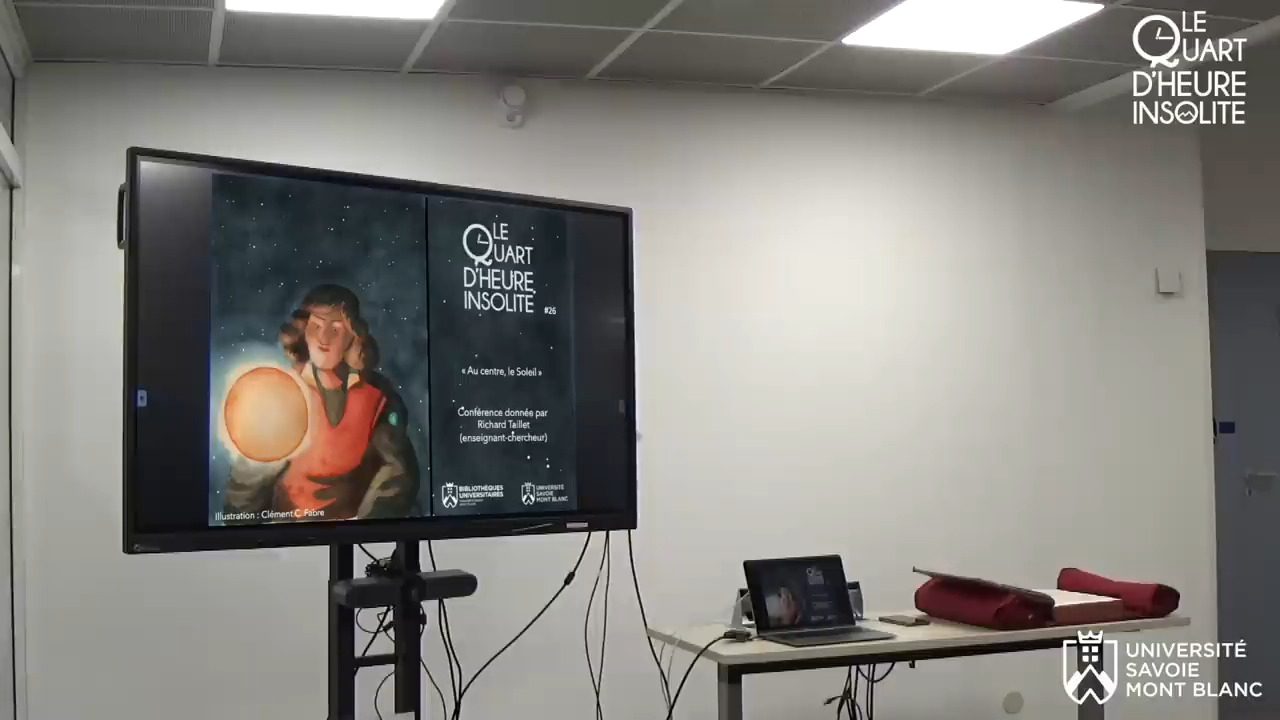 LE
QUART
D'HEURE
INSOLITE
LE
QUART
D'HEURE
INSOLITE
#26
« Au centre, le Soleil »
Conférence donnée par
Richard Taillet
(enseignant-chercheur)
BIBLIOTHÈQUES
UNIVERSITAIRES
UNIVERSITÉ
SAVOIE
MONT BLANC
Illustration : Clément C. Fabre
UNIVERSITÉ
SAVOIE
MONT BLANC